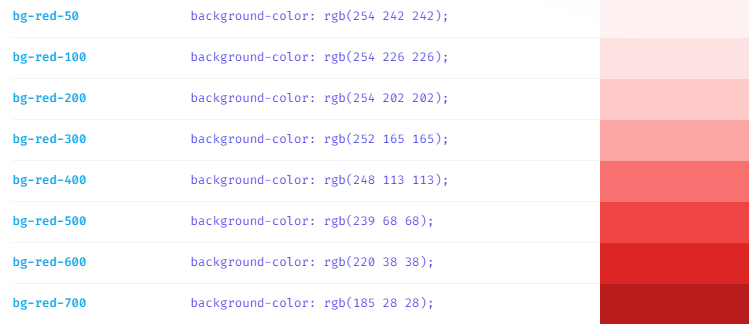 bg-red-50 background-color: rgb(254 242 242);
bg-red-100 background-color: rgb(254 226 226);
bg-red-200 background-color: rgb(254 202 202);
bg-red-300 background-color: rgb(252 165 165);
bg-red-400 background-color: rgb(248 113 113);
bg-red-500 background-color: rgb(239 68 68);
bg-red-600 background-color: rgb(220 38 38);
bg-red-700 background-color: rgb(185 28 28);